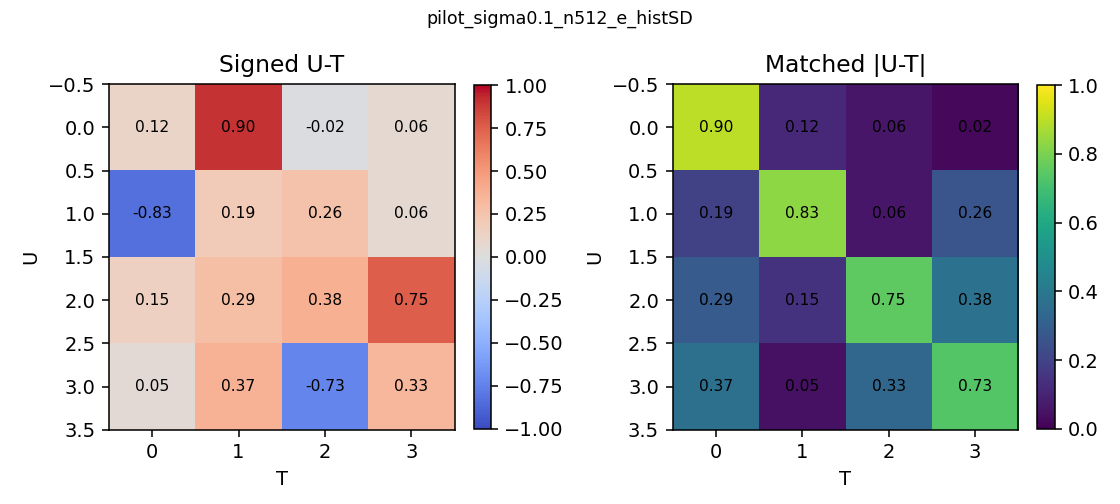 pilot_sigma0.1_n512_e_histSD
Signed U-T
−0.5
0.0
0.5
1.0
1.5
2.0
2.5
3.0
3.5
U
0.12 0.90 -0.02 0.06
-0.83 0.19 0.26 0.06
0.15 0.29 0.38 0.75
0.05 0.37 -0.73 0.33
0 1 2 3
T
1.00
0.75
0.50
0.25
0.00
−0.25
−0.50
−0.75
−1.00
Matched |U-T|
−0.5
0.0
0.5
1.0
1.5
2.0
2.5
3.0
3.5
U
0.90 0.12 0.06 0.02
0.19 0.83 0.06 0.26
0.29 0.15 0.75 0.38
0.37 0.05 0.33 0.73
0 1 2 3
T
1.0
0.8
0.6
0.4
0.2
0.0